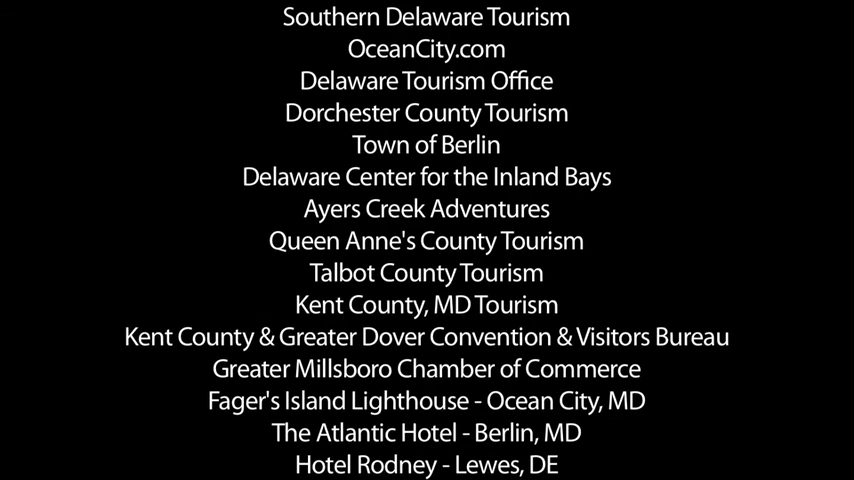 Southern Delaware Tourism
OceanCity.com
Delaware Tourism Office
Dorchester County Tourism
Town of Berlin
Delaware Center for the Inland Bays
Ayers Creek Adventures
Queen Anne's County Tourism
Talbot County Tourism
Kent County, MD Tourism
Kent County & Greater Dover Convention & Visitors Bureau
Greater Millsboro Chamber of Commerce
Fager's Island Lighthouse - Ocean City, MD
The Atlantic Hotel - Berlin, MD
Hotel Rodney - Lewes, DE